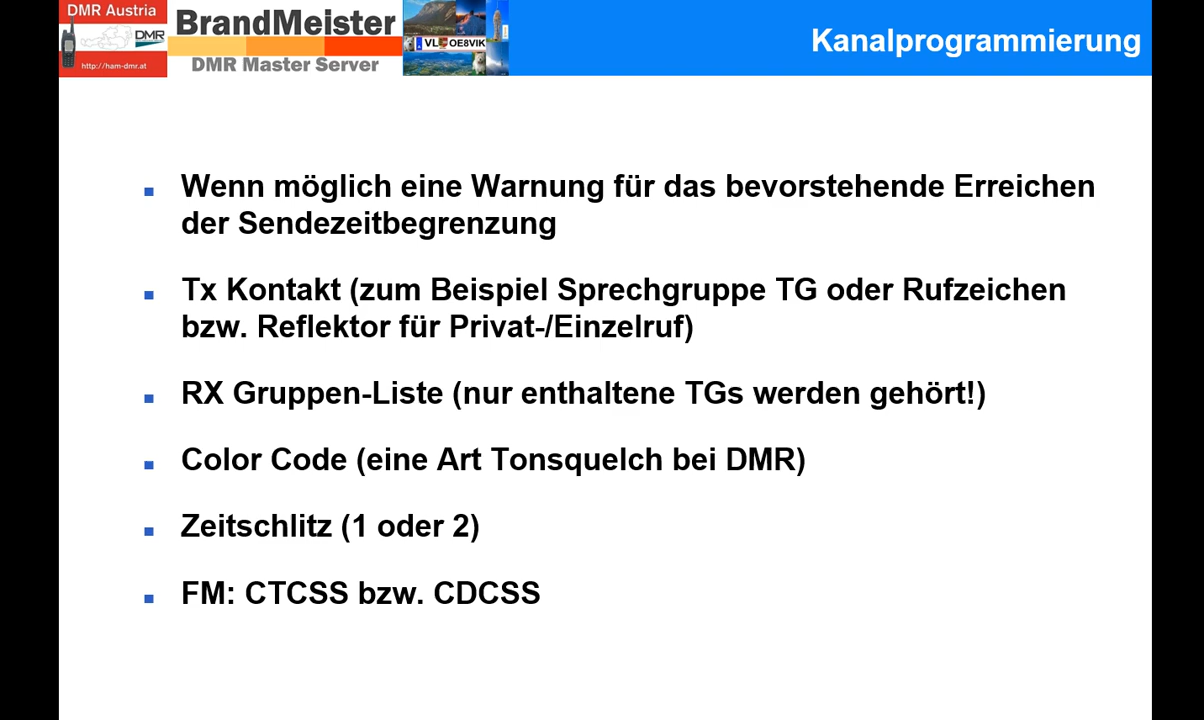 DMR Austria
DMR
http://ham-dmr.at
BrandMeister
DMR Master Server
VL OE8VIK
Kanalprogrammierung
Wenn möglich eine Warnung für das bevorstehende Erreichen
der Sendezeitbegrenzung
Tx Kontakt (zum Beispiel Sprechgruppe TG oder Rufzeichen
bzw. Reflektor für Privat-/Einzelruf)
RX Gruppen-Liste (nur enthaltene TGs werden gehört!)
Color Code (eine Art Tonsquelch bei DMR)
Zeitschlitz (1 oder 2)
FM: CTCSS bzw. CDCSS